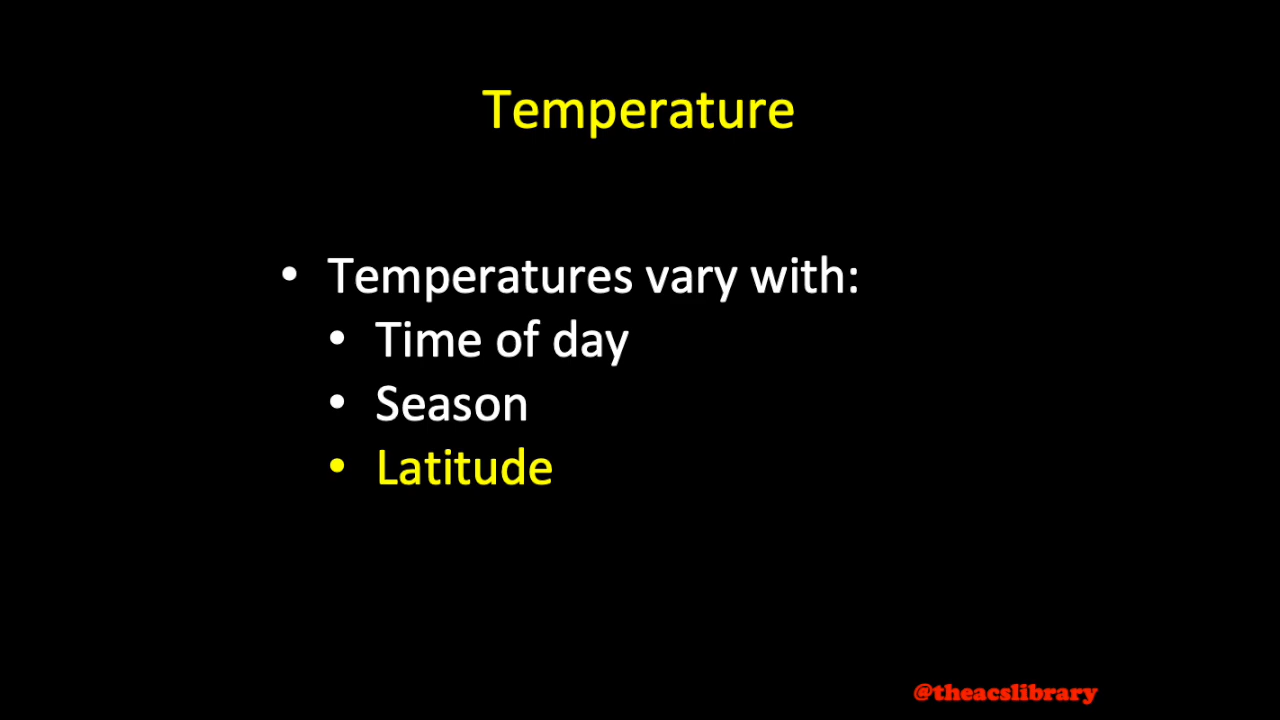 Temperature
• Temperatures vary with:
• Time of day
• Season
• Latitude
@theacslibrary